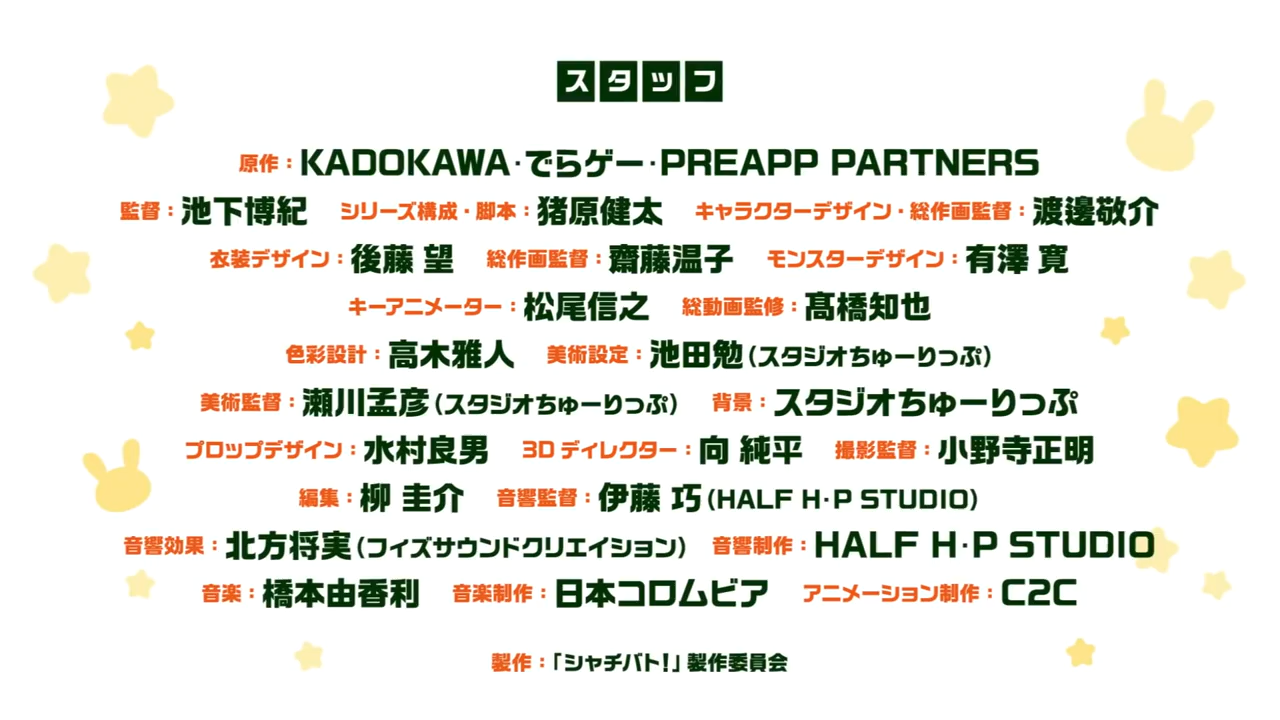 スタッフ
原作：KADOKAWA・でらゲー・PREAPP PARTNERS
監督：池下博紀　シリーズ構成・脚本：猪原健太　キャラクターデザイン・総作画監督：渡邊敬介
衣装デザイン：後藤 望　総作画監督：齋藤温子　モンスターデザイン：有澤 寛
キーアニメーター：松尾信之　総動画監修：髙橋知也
色彩設計：高木雅人　美術設定：池田勉（スタジオちゅーりっぷ）
美術監督：瀬川孟彦（スタジオちゅーりっぷ）　背景：スタジオちゅーりっぷ
プロップデザイン：水村良男　3D ディレクター：向 純平　撮影監督：小野寺正明
編集：柳 圭介　音響監督：伊藤 巧（HALF H・P STUDIO）
音響効果：北方将実（フィズサウンドクリエイション）　音響制作：HALF H・P STUDIO
音楽：橋本由香利　音楽制作：日本コロムビア　アニメーション制作：C2C
製作：「シャチバト！」製作委員会